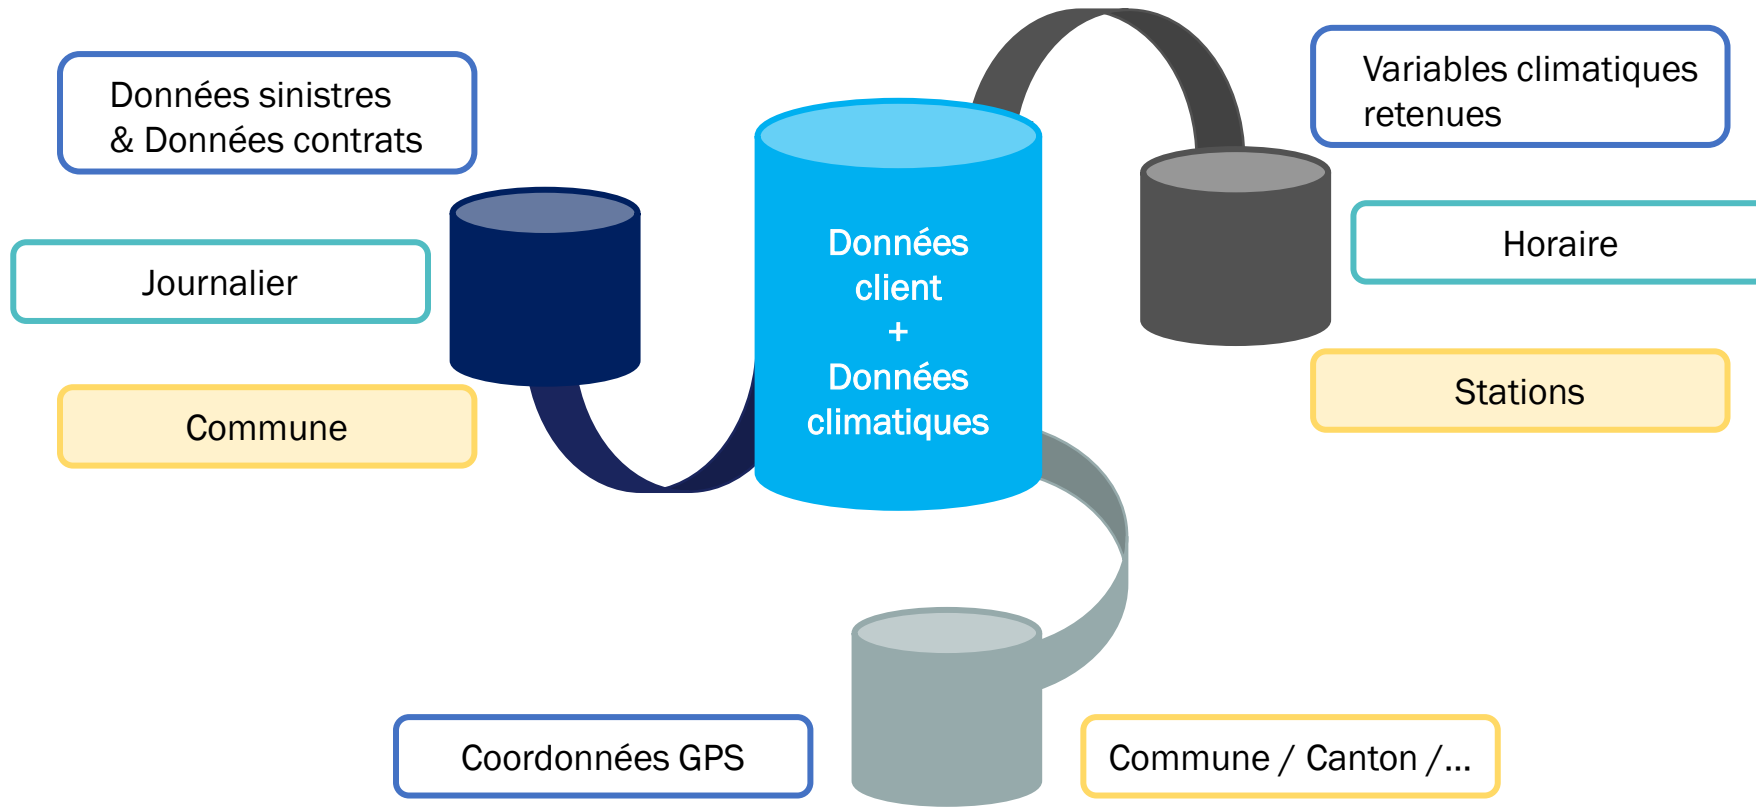 Données sinistres
& Données contrats
Journalier
Commune
Données
client
+
Données
climatiques
Variables climatiques
retenues
Horaire
Stations
Coordonnées GPS
Commune / Canton /...